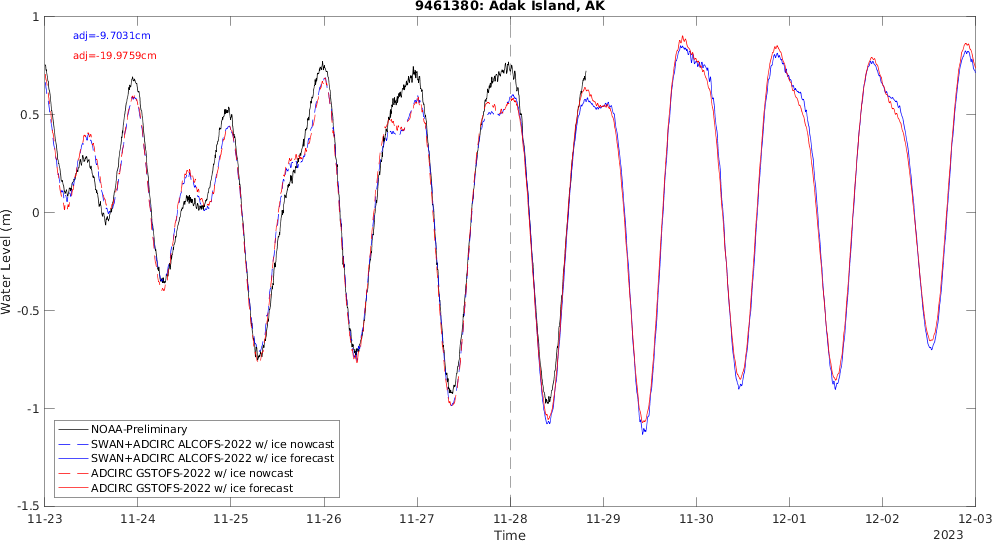 9461380: Adak Island, AK
adj=-9.7031cm
adj=-19.9759cm
Water Level (m)
1
0.5
0
-0.5
-1
-1.5
NOAA-Preliminary
SWAN+ADCIRC ALCOFS-2022 w/ ice nowcast
SWAN+ADCIRC ALCOFS-2022 w/ ice forecast
ADCIRC GSTOFS-2022 w/ ice nowcast
ADCIRC GSTOFS-2022 w/ ice forecast
11-23 11-24 11-25 11-26 11-27 11-28 11-29 11-30 12-01 12-02 12-03
Time
2023